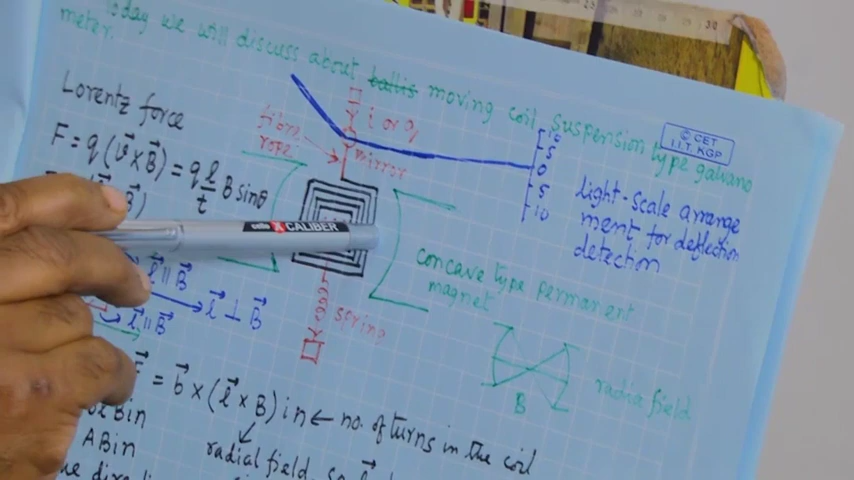 Today we will discuss about ballis moving coil suspension type galvano
meter.
© CET
I.I.T. KGP
Lorentz force
F = q (v⃗ × B⃗) = q l/t B sinθ
B⃗)
i or q
fibre
rope
mirror
10
5
0
5
10
light-scale arrange
ment for deflection
detection
cello CALIBER
concave type permanent
magnet
l⃗ ∥ B⃗
l⃗ ⊥ B⃗
l⃗ ∥ B⃗
spring
B
radial field
F⃗ = b⃗ × (l⃗ × B⃗) i n ← no. of turns in the coil
Bin
ABin
radial field, so